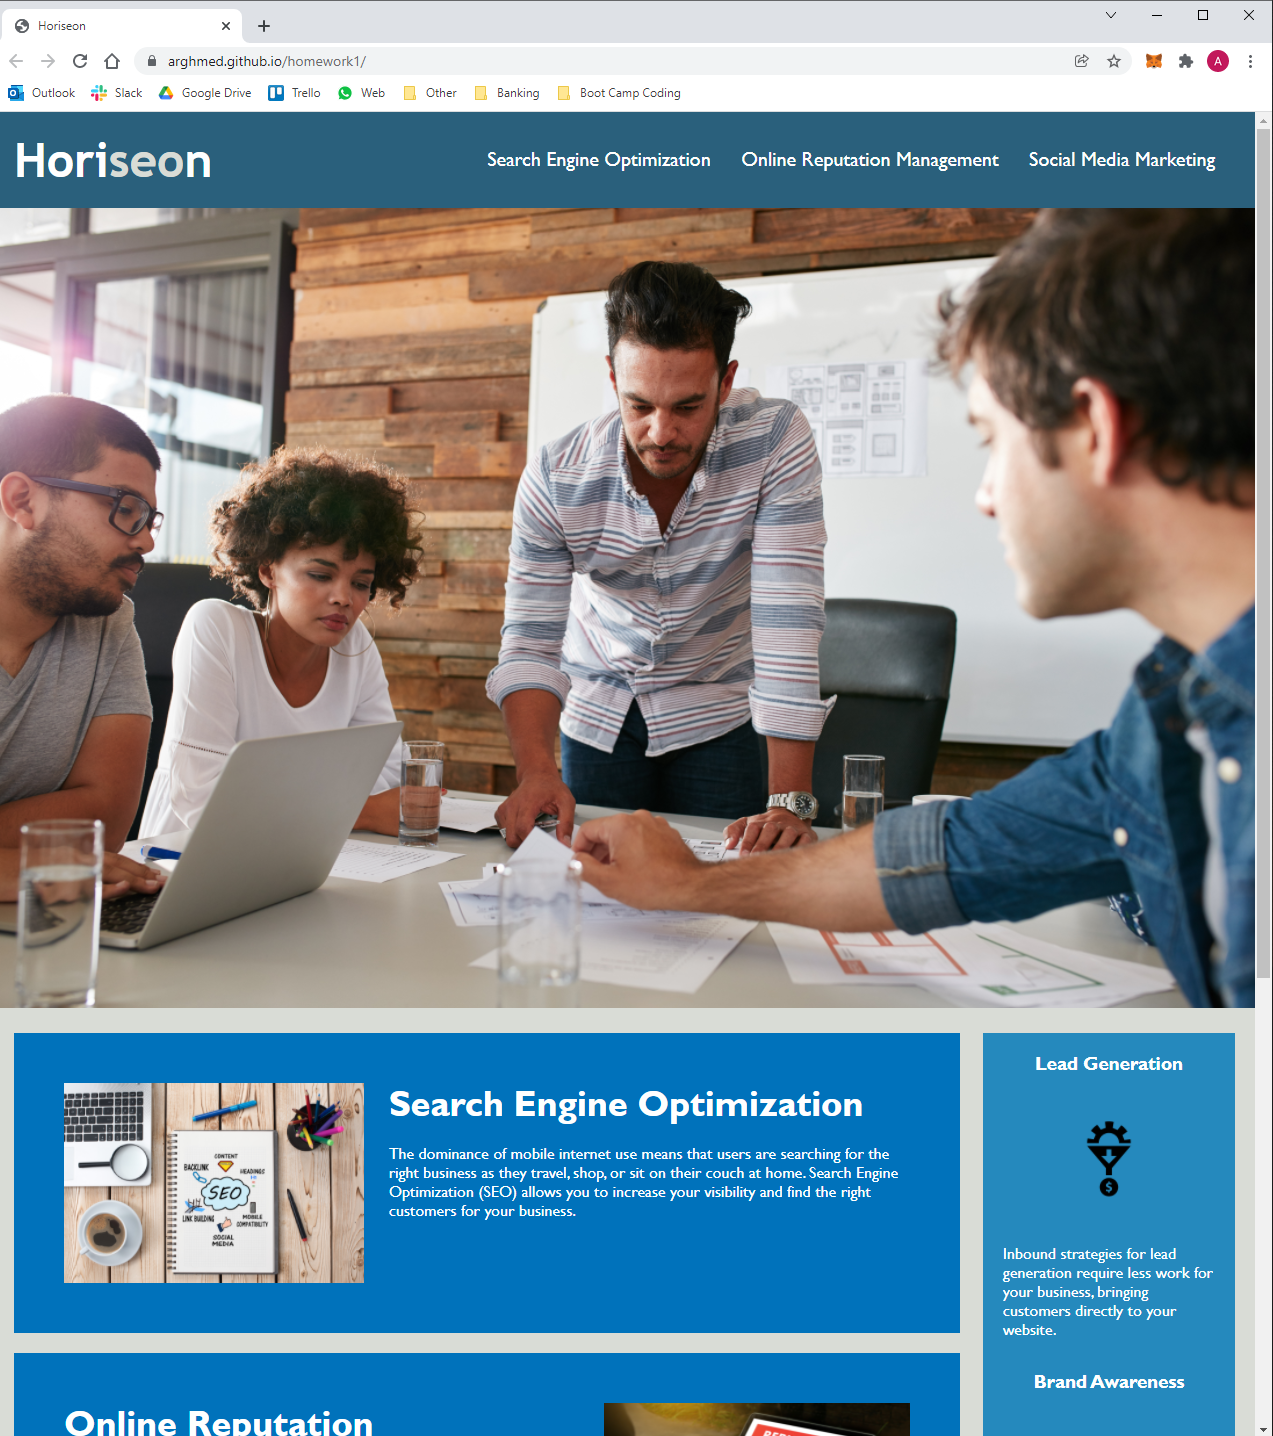 Horiseon
arghmed.github.io/homework1/
A
Outlook Slack Google Drive Trello Web Other Banking Boot Camp Coding
Horiseon
Search Engine Optimization Online Reputation Management Social Media Marketing
Search Engine Optimization
The dominance of mobile internet use means that users are searching for the
right business as they travel, shop, or sit on their couch at home. Search Engine
Optimization (SEO) allows you to increase your visibility and find the right
customers for your business.
CONTENT
BACKLINK
HEADINGS
SEO
LINK BUILDING
MOBILE
COMPATIBILITY
SOCIAL
MEDIA
Lead Generation
$
Inbound strategies for lead
generation require less work for
your business, bringing
customers directly to your
website.
Brand Awareness
Online Reputation